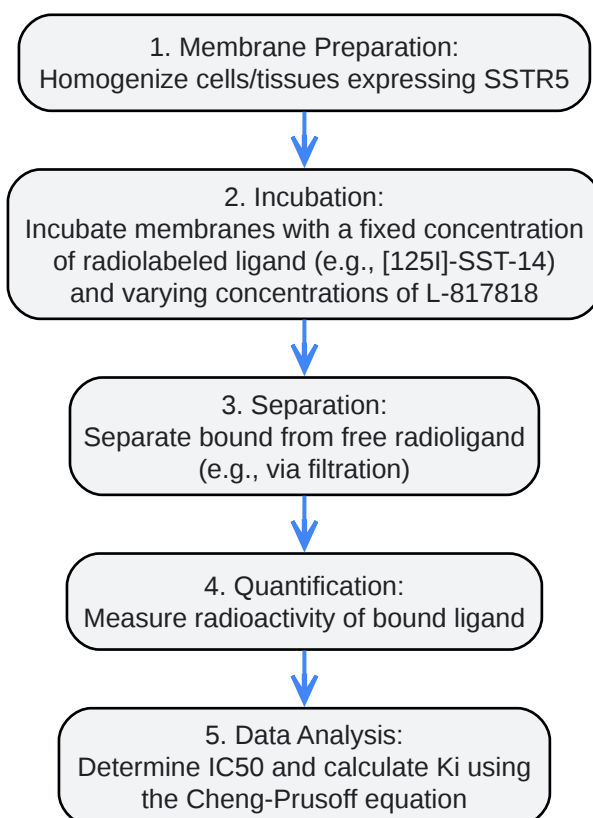 1. Membrane Preparation:
Homogenize cells/tissues expressing SSTR5
2. Incubation:
Incubate membranes with a fixed concentration
of radiolabeled ligand (e.g., [125I]-SST-14)
and varying concentrations of L-817818
3. Separation:
Separate bound from free radioligand
(e.g., via filtration)
4. Quantification:
Measure radioactivity of bound ligand
5. Data Analysis:
Determine IC50 and calculate Ki using
the Cheng-Prusoff equation